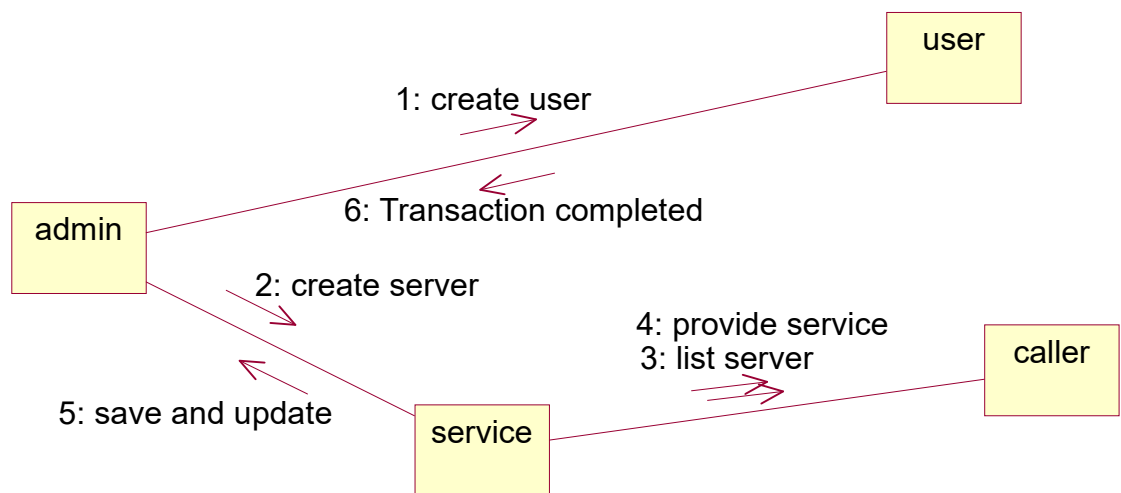 user
1: create user
6: Transaction completed
admin
2: create server
4: provide service
3: list server
caller
5: save and update
service